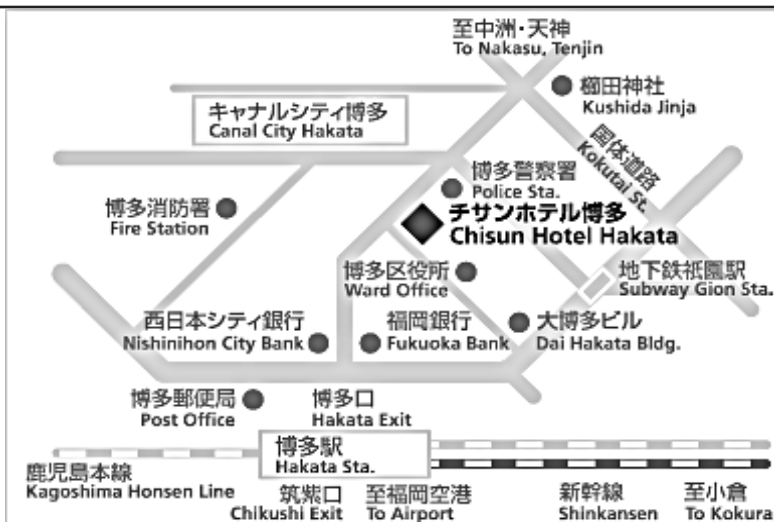 至中洲・天神
To Nakasu, Tenjin
櫛田神社
Kushida Jinja
キャナルシティ博多
Canal City Hakata
国体道路
Kokutai St.
博多警察署
Police Sta.
博多消防署
Fire Station
チサンホテル博多
Chisun Hotel Hakata
博多区役所
Ward Office
地下鉄祇園駅
Subway Gion Sta.
西日本シティ銀行
Nishinihon City Bank
福岡銀行
Fukuoka Bank
大博多ビル
Dai Hakata Bldg.
博多郵便局
Post Office
博多口
Hakata Exit
博多駅
Hakata Sta.
鹿児島本線
Kagoshima Honsen Line
筑紫口
Chikushi Exit
至福岡空港
To Airport
新幹線
Shinkansen
至小倉
To Kokura